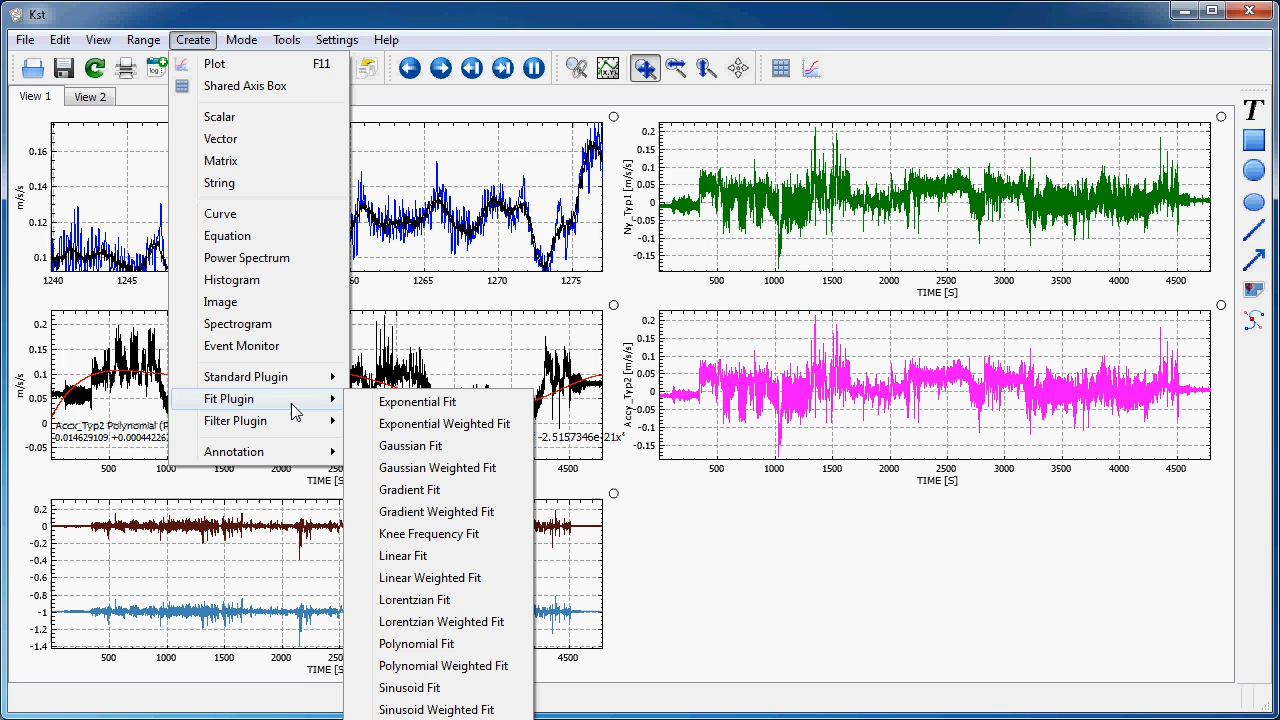 Kst
File Edit View Range Create Mode Tools Settings Help
View 1 View 2
Plot F11
Shared Axis Box
Scalar
Vector
Matrix
String
Curve
Equation
Power Spectrum
Histogram
Image
Spectrogram
Event Monitor
Standard Plugin
Fit Plugin
Filter Plugin
Annotation
Exponential Fit
Exponential Weighted Fit
Gaussian Fit
Gaussian Weighted Fit
Gradient Fit
Gradient Weighted Fit
Knee Frequency Fit
Linear Fit
Linear Weighted Fit
Lorentzian Fit
Lorentzian Weighted Fit
Polynomial Fit
Polynomial Weighted Fit
Sinusoid Fit
Sinusoid Weighted Fit
log:
X,Y
T
m/s/s
0.16
0.14
0.12
0.1
1240 1245 1265 1270 1275
Ny_Typ1 [m/s/s]
0.2
0.15
0.1
0.05
0
-0.05
-0.1
-0.15
500 1000 1500 2000 2500 3000 3500 4000 4500
TIME [S]
m/s/s
0.2
0.15
0.1
0.05
0
-0.05
Accx_Typ2 Polynomial (F
0.014629109 +0.00044226
-2.5157346e-21x⁶
500 1000 1500 2000 4500
TIME [S
Accy_Typ2 [m/s/s]
0.2
0.15
0.1
0.05
0
-0.05
-0.1
-0.15
500 1000 1500 2000 2500 3000 3500 4000 4500
TIME [S]
0.2
0
-0.2
-0.4
-0.6
-0.8
-1
-1.2
-1.4
500 1000 1500 2000 4500
TIME [S